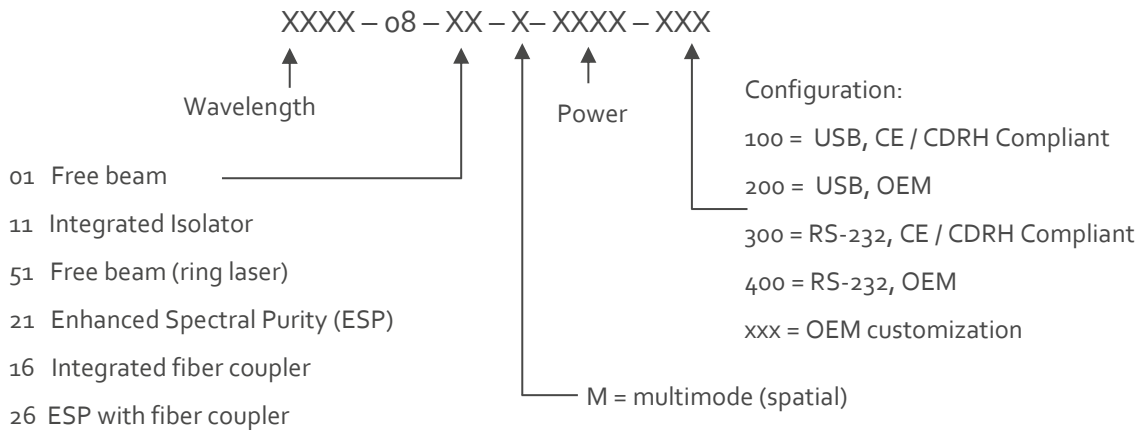 XXXX – 08 – XX – X– XXXX – XXX
Wavelength
Power
01 Free beam
11 Integrated Isolator
51 Free beam (ring laser)
21 Enhanced Spectral Purity (ESP)
16 Integrated fiber coupler
26 ESP with fiber coupler
M = multimode (spatial)
Configuration:
100 = USB, CE / CDRH Compliant
200 = USB, OEM
300 = RS-232, CE / CDRH Compliant
400 = RS-232, OEM
xxx = OEM customization